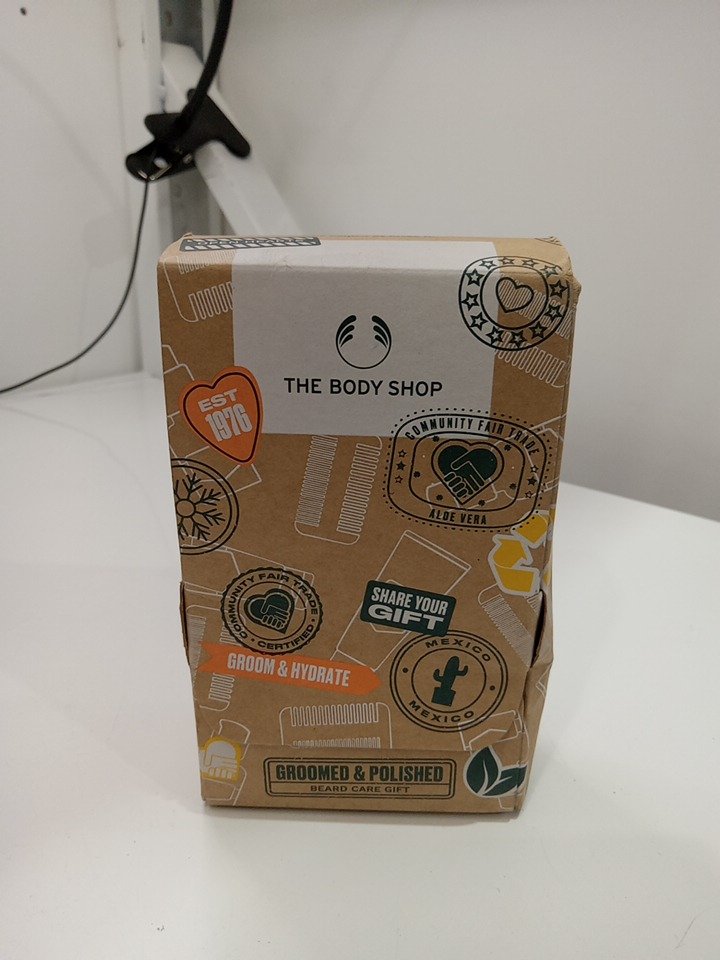 THE BODY SHOP
EST
1976
COMMUNITY FAIR TRADE
ALOE VERA
COMMUNITY FAIR TRADE
• CERTIFIED •
SHARE YOUR
GIFT
GROOM & HYDRATE
MEXICO
MEXICO
GROOMED & POLISHED
BEARD CARE GIFT